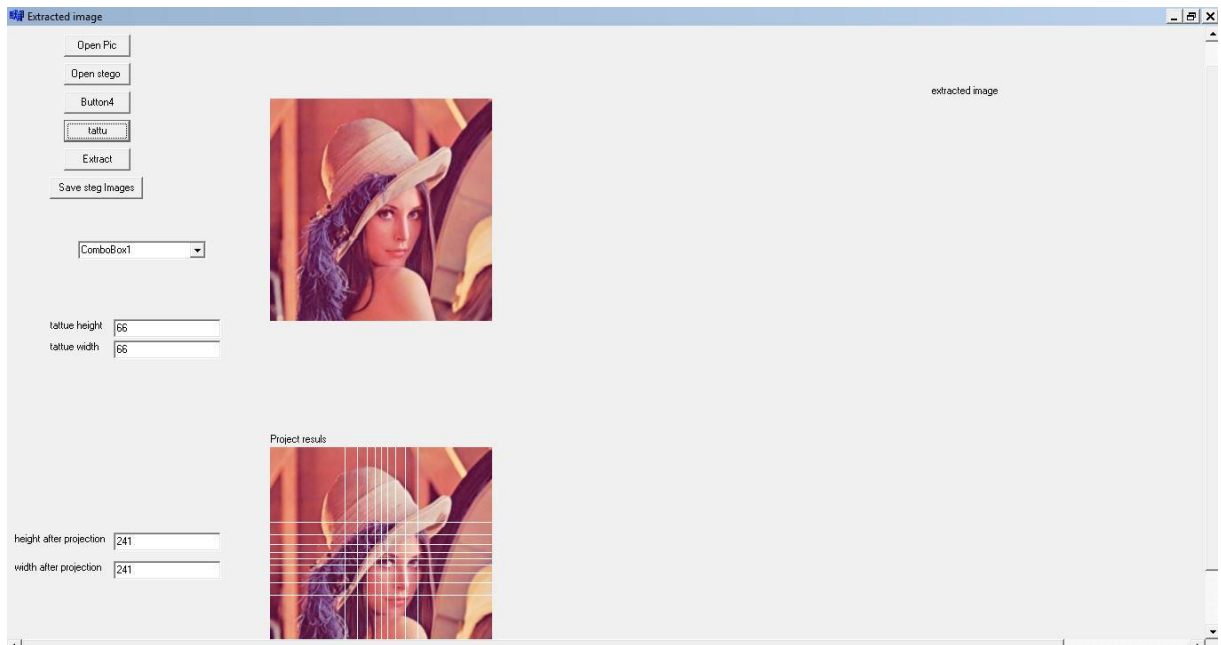 Extracted image
Open Pic
Open stego
Button4
tattu
Extract
Save steg Images
extracted image
ComboBox1
tattue height 66
tattue width 66
Project resuls
height after projection 241
width after projection 241